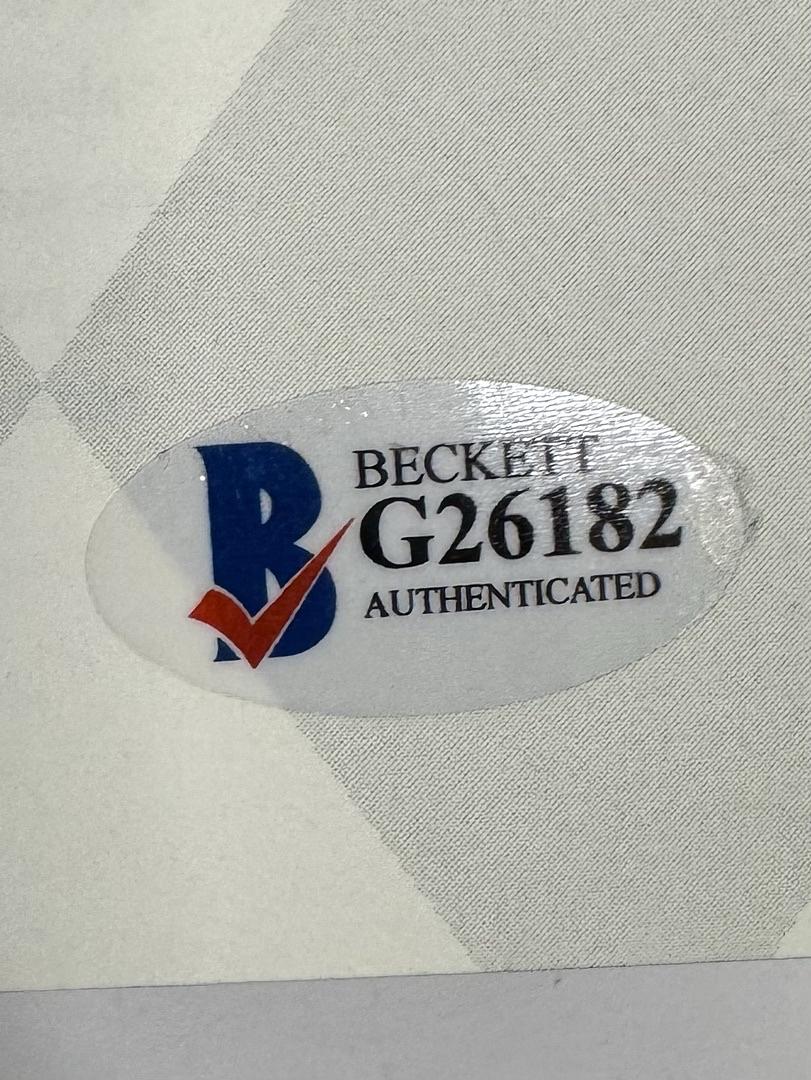 B
BECKETT
G26182
AUTHENTICATED